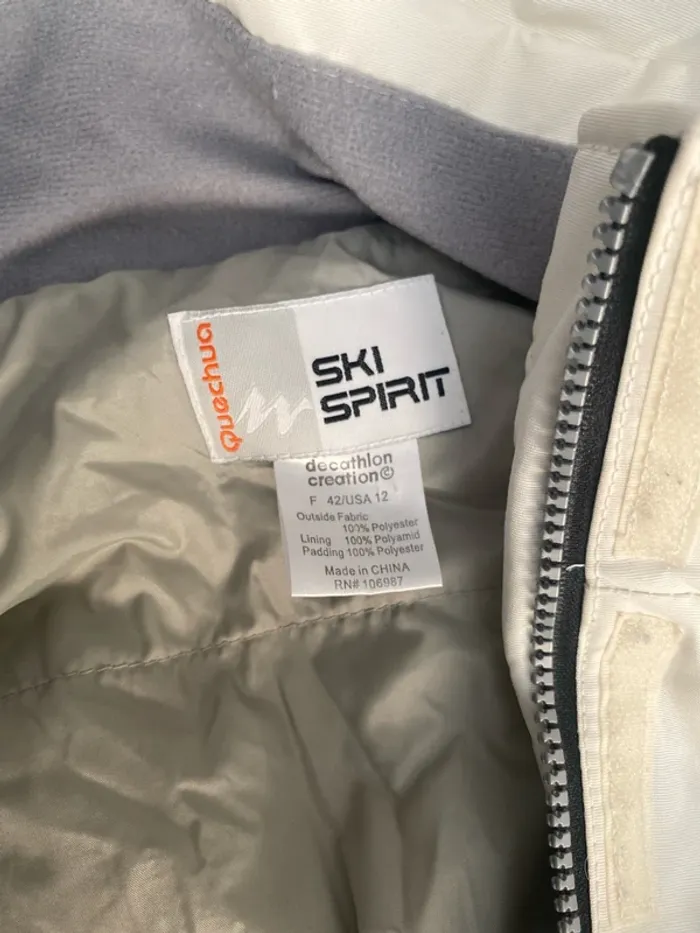 Quechua
SKI
SPIRIT
decathlon
creation©
F 42/USA 12
Outside Fabric
100% Polyester
Lining 100% Polyamid
Padding 100% Polyester
Made in CHINA
RN# 106987